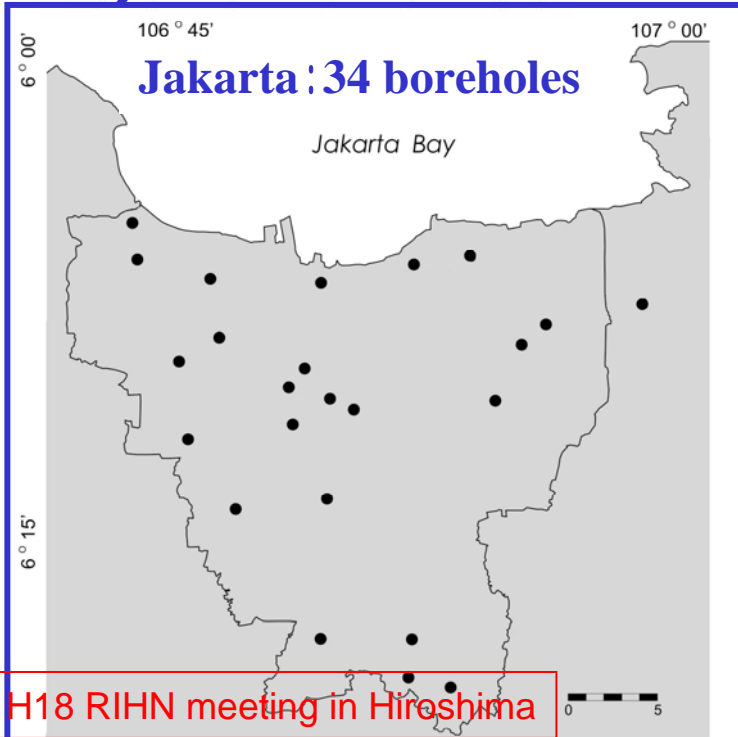 106 ° 45’ 107 ° 00’
6 ° 00’
Jakarta : 34 boreholes
Jakarta Bay
6 ° 15’
H18 RIHN meeting in Hiroshima
0 5